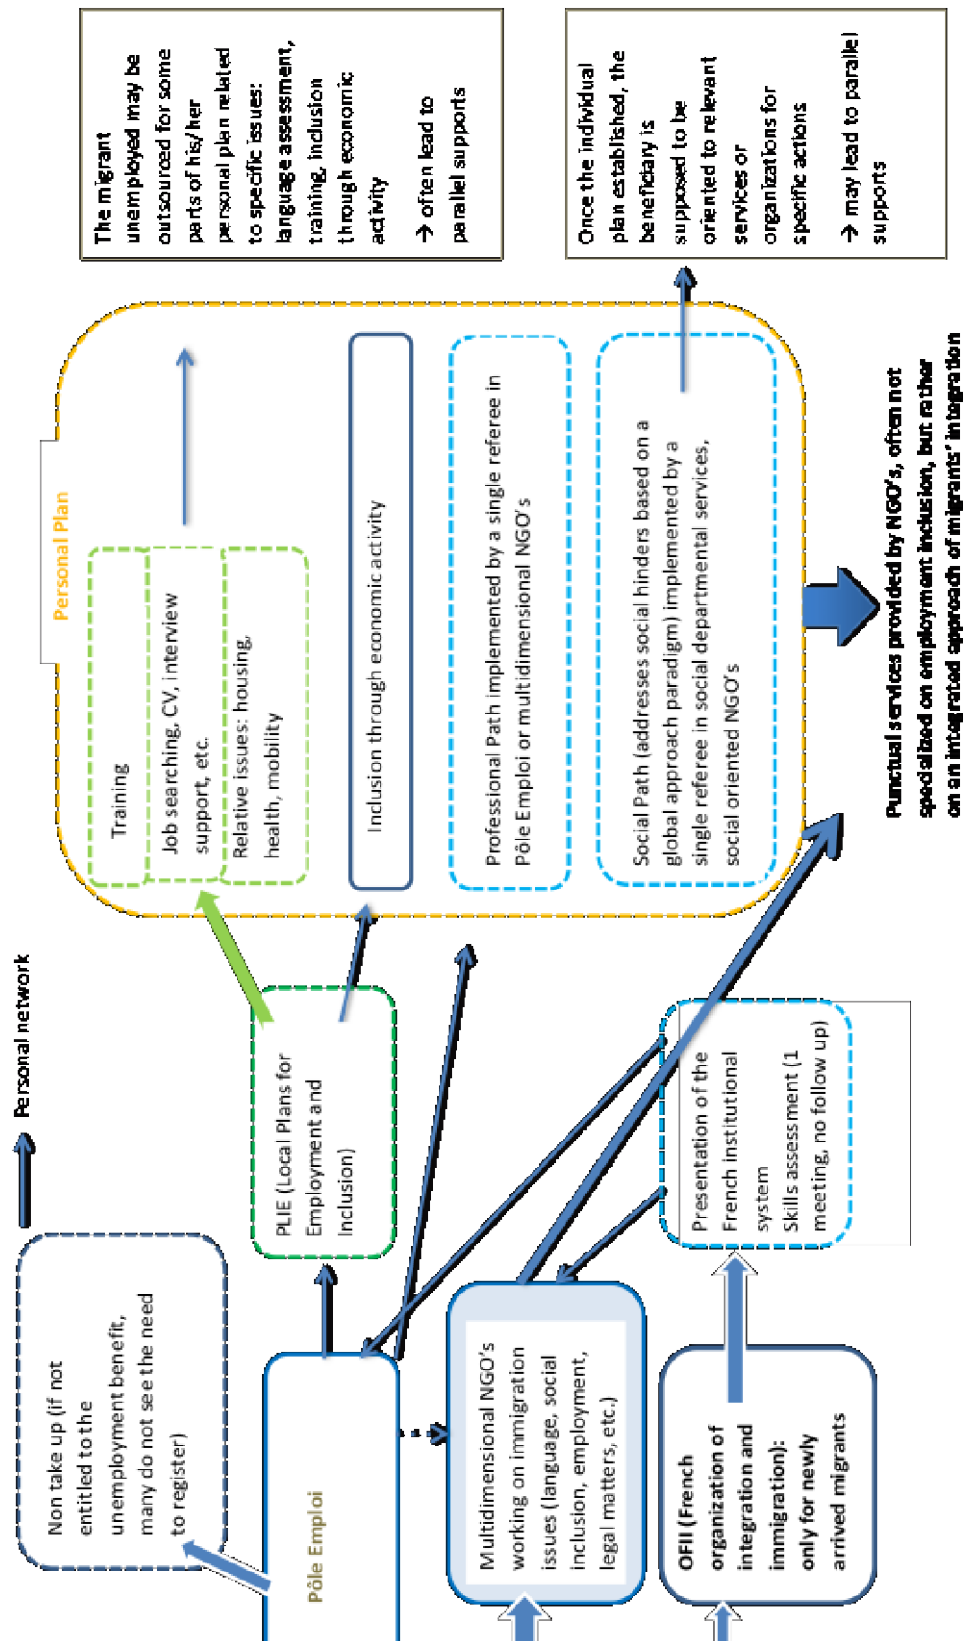 Non take up (if not
entitled to the
unemployment benefit,
many do not see the need
to register)
Personal network
Pôle Emploi
PLIE (Local Plans for
Employment and
Inclusion)
Multidimensional NGO's
working on immigration
issues (language, social
inclusion, employment,
legal matters, etc.)
OFII (French
organization of
integration and
immigration):
only for newly
arrived migrants
Presentation of the
French institutional
system
Skills assessment (1
meeting, no follow up)
Personal Plan
Training
Job searching, CV, interview
support, etc.
Relative issues: housing,
health, mobility
Inclusion through economic activity
Professional Path implemented by a single referee in
Pôle Emploi or multidimensional NGO's
Social Path (addresses social hinders based on a
global approach paradigm) implemented by a
single referee in social departmental services,
social oriented NGO's
Punctual services provided by NGO's, often not
specialized on employment inclusion, but rather
on an integrated approach of migrants' integration
The migrant
unemployed may be
outsourced for some
parts of his/her
personal plan related
to specific issues:
language assessment,
training, inclusion
through economic
activity
→ often lead to
parallel supports
Once the individual
plan established, the
beneficiary is
supposed to be
oriented to relevant
services or
organizations for
specific actions
→ may lead to parallel
supports